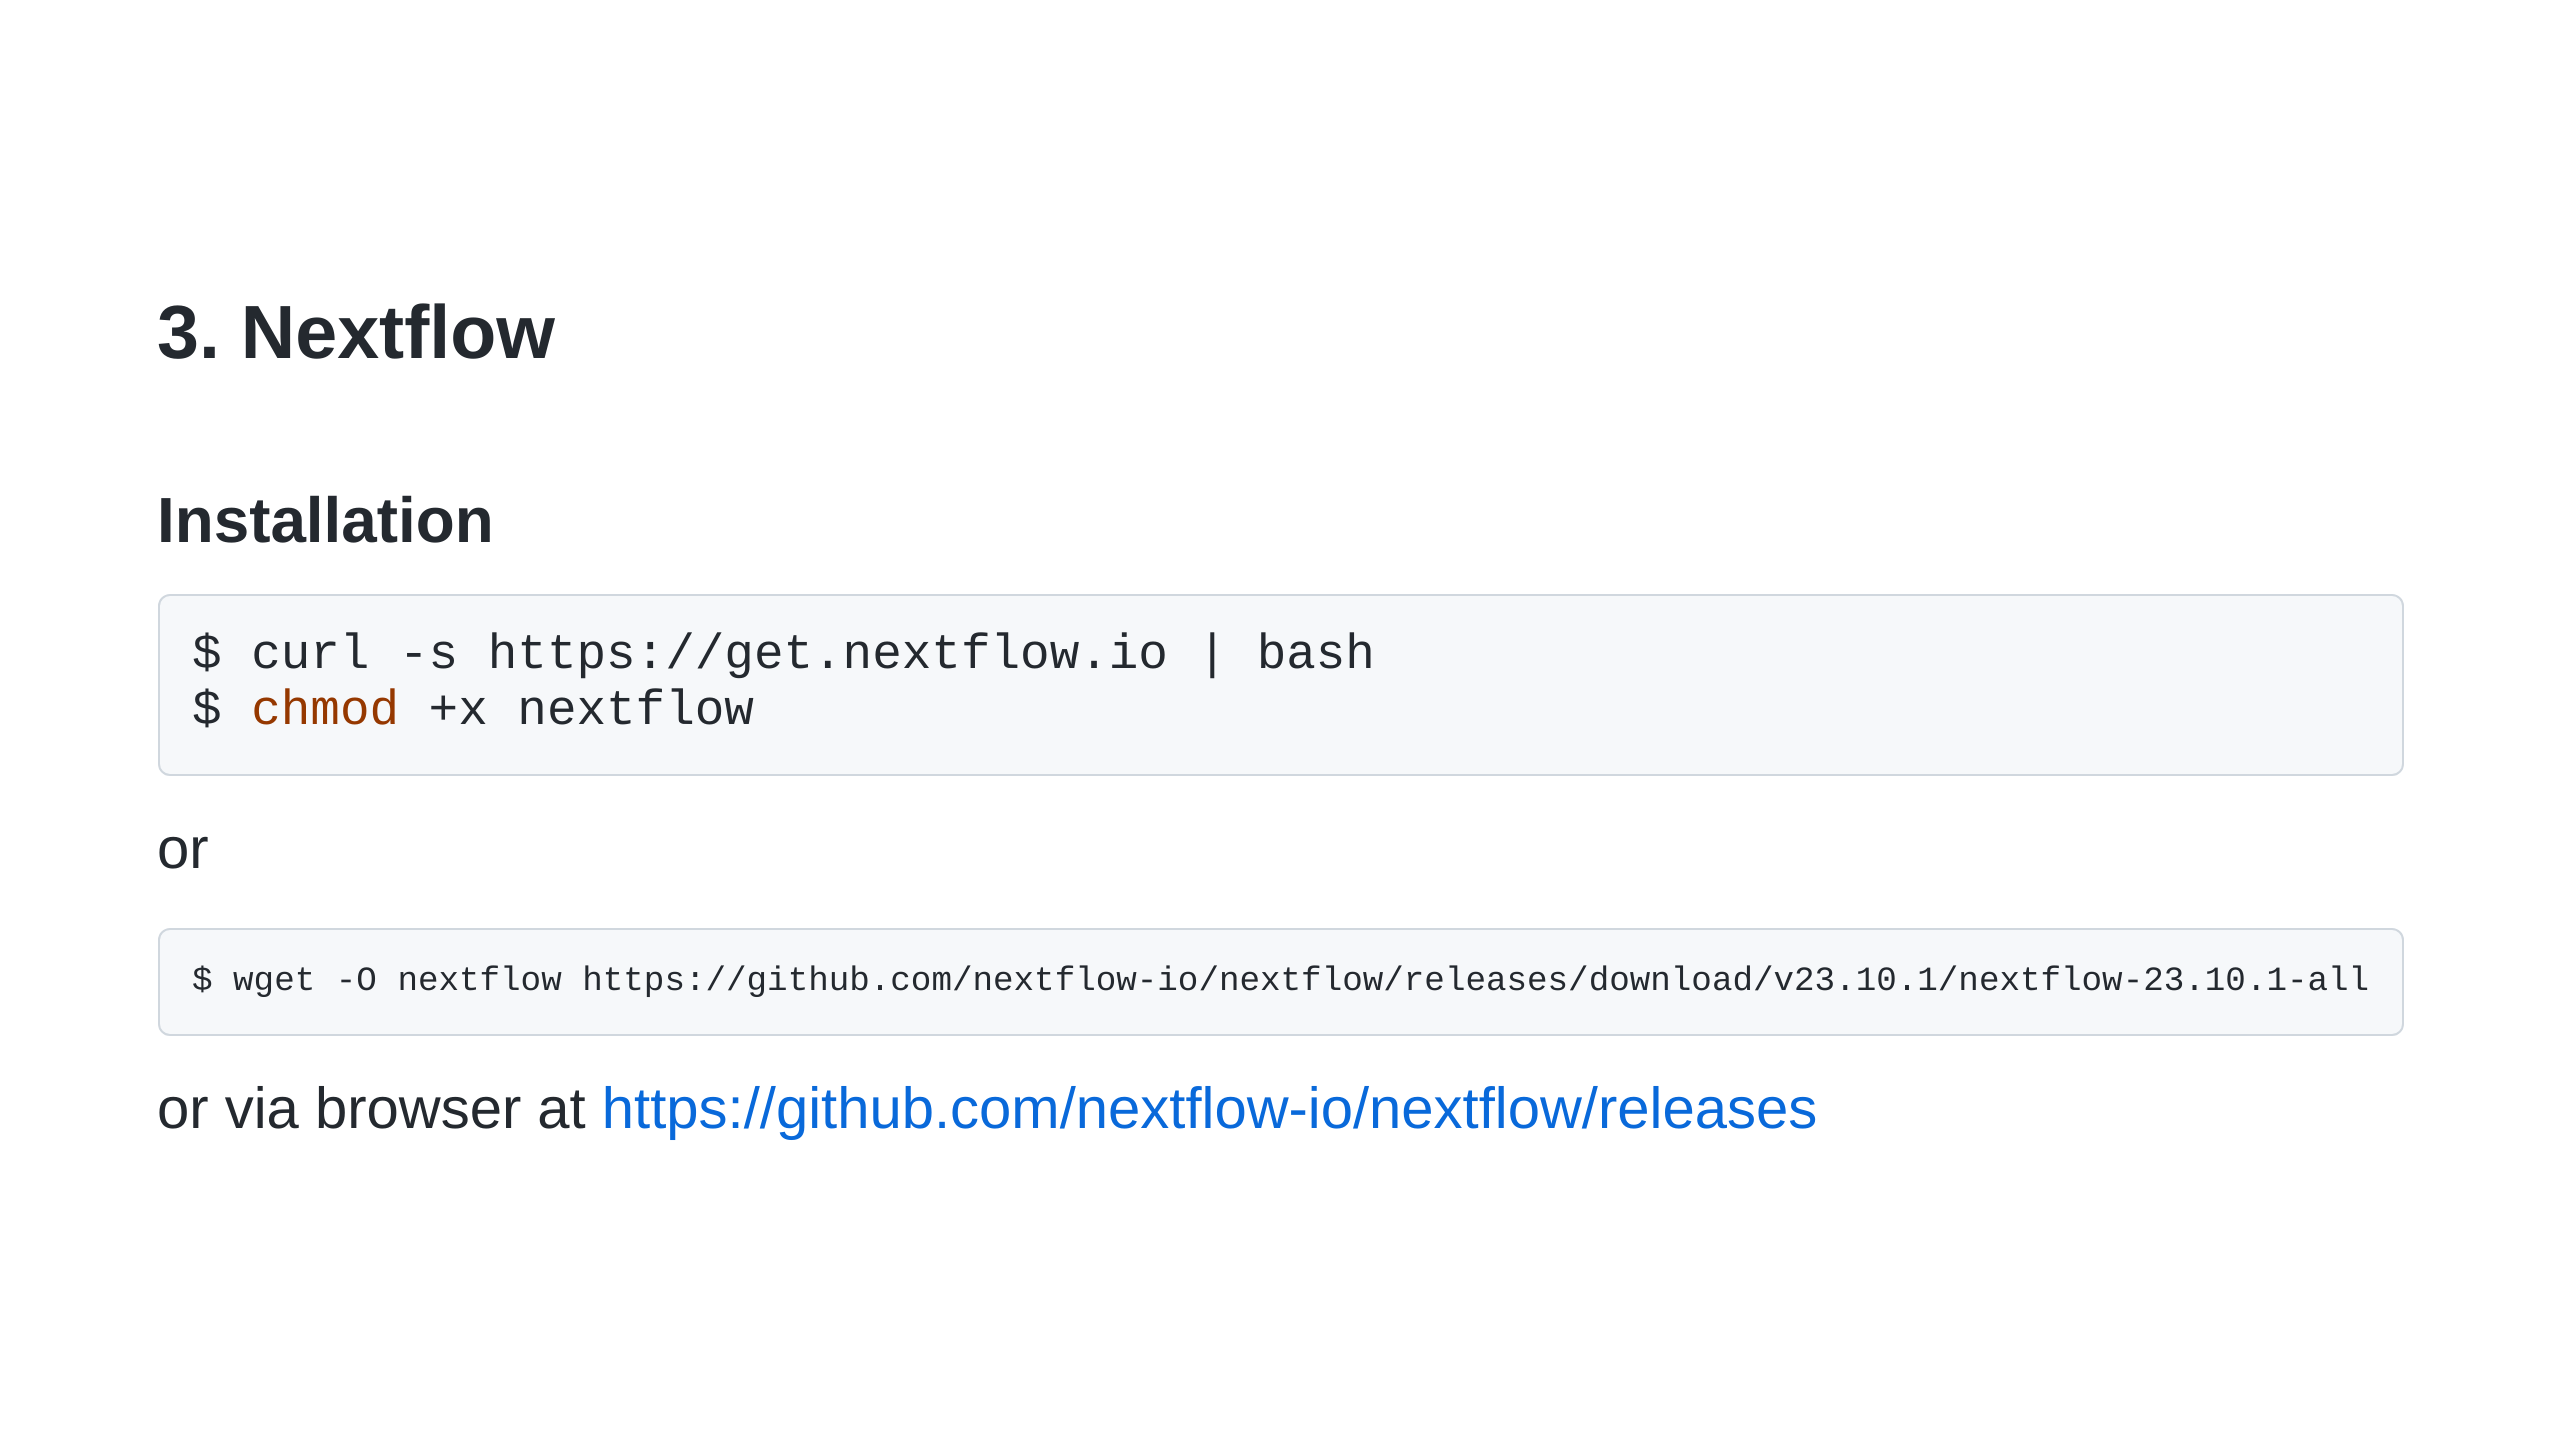 3. Nextflow
Installation
$ curl -s https://get.nextflow.io | bash
$ chmod +x nextflow
or
$ wget -O nextflow https://github.com/nextflow-io/nextflow/releases/download/v23.10.1/nextflow-23.10.1-all
or via browser at https://github.com/nextflow-io/nextflow/releases